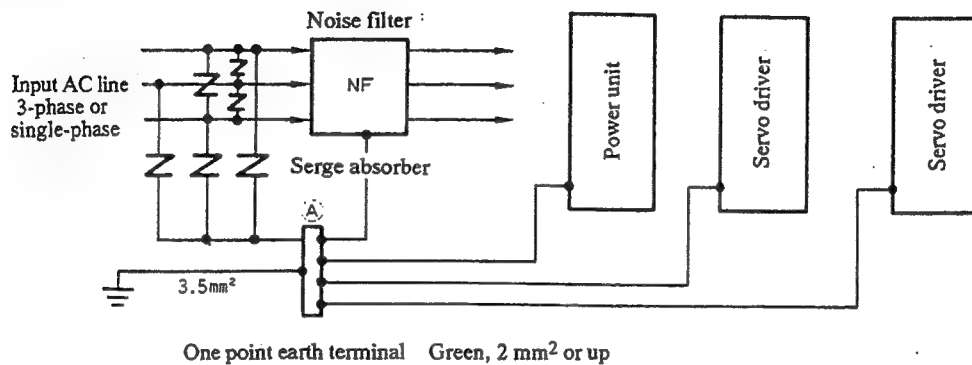 Noise filter :
Input AC line
3-phase or
single-phase
NF
Serge absorber
A
Power unit
Servo driver
Servo driver
3.5mm²
One point earth terminal Green, 2 mm² or up